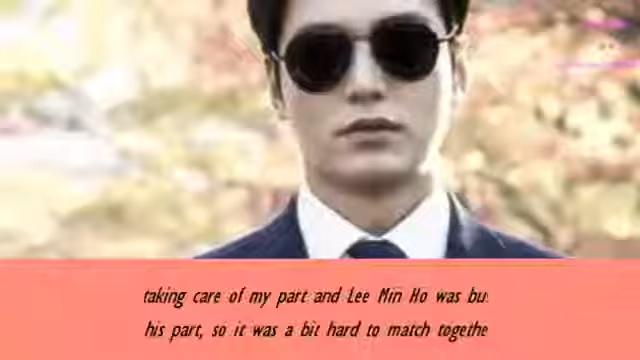 taking care of my part and Lee Min Ho was bu
his part, so it was a bit hard to match togethe